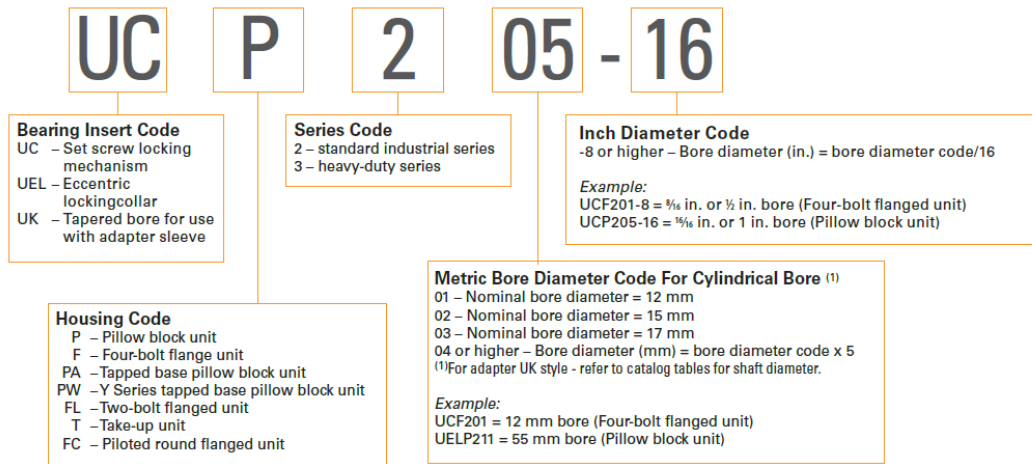 UC P 2 05 - 16
Bearing Insert Code
UC – Set screw locking
mechanism
UEL – Eccentric
lockingcollar
UK – Tapered bore for use
with adapter sleeve
Series Code
2 – standard industrial series
3 – heavy-duty series
Inch Diameter Code
-8 or higher – Bore diameter (in.) = bore diameter code/16
Example:
UCF201-8 = 8/16 in. or ½ in. bore (Four-bolt flanged unit)
UCP205-16 = 16/16 in. or 1 in. bore (Pillow block unit)
Housing Code
P – Pillow block unit
F – Four-bolt flange unit
PA – Tapped base pillow block unit
PW – Y Series tapped base pillow block unit
FL – Two-bolt flanged unit
T – Take-up unit
FC – Piloted round flanged unit
Metric Bore Diameter Code For Cylindrical Bore (1)
01 – Nominal bore diameter = 12 mm
02 – Nominal bore diameter = 15 mm
03 – Nominal bore diameter = 17 mm
04 or higher – Bore diameter (mm) = bore diameter code x 5
(1)For adapter UK style - refer to catalog tables for shaft diameter.
Example:
UCF201 = 12 mm bore (Four-bolt flanged unit)
UELP211 = 55 mm bore (Pillow block unit)